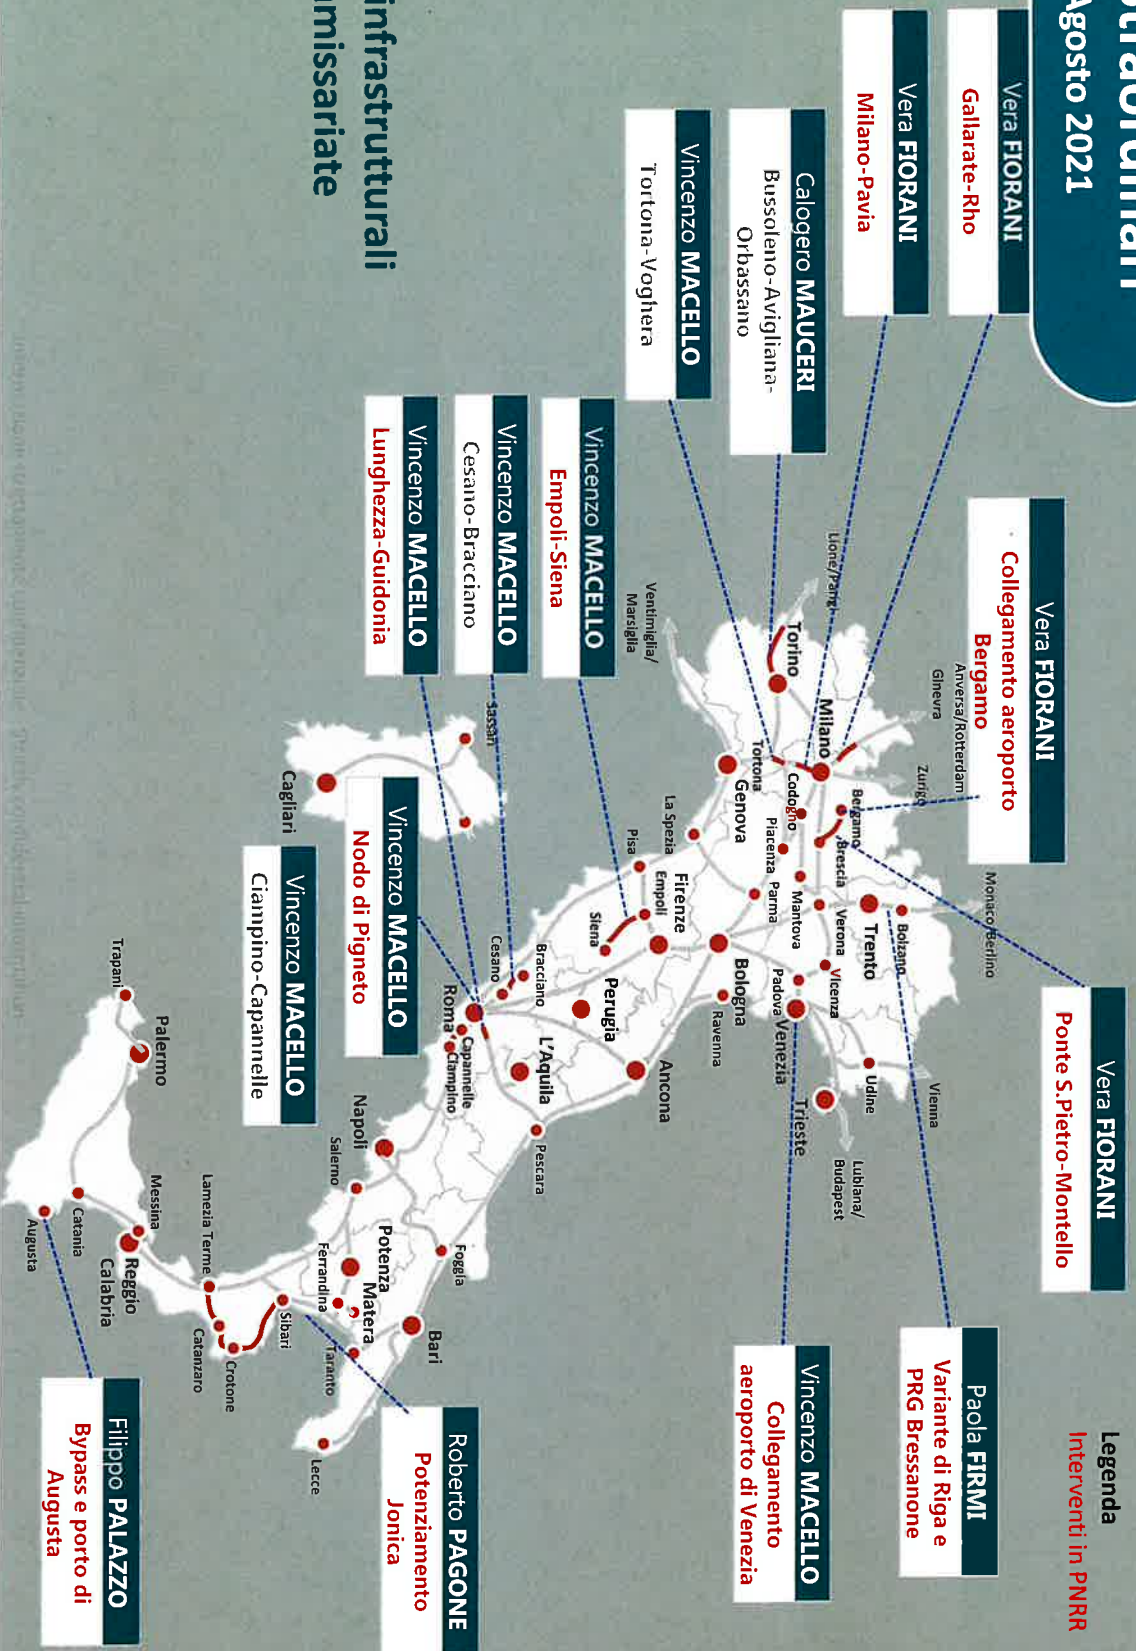 Agosto 2021
Legenda
Interventi in PNRR
Vera FIORANI
Gallarate-Rho
Vera FIORANI
Collegamento aeroporto
Bergamo
Vera FIORANI
Ponte S.Pietro-Montello
Paola FIRMI
Variante di Riga e
PRG Bressanone
Vera FIORANI
Milano-Pavia
Calogero MAUCERI
Bussoleno-Avigliana-
Orbassano
Vincenzo MACELLO
Collegamento
aeroporto di Venezia
Vincenzo MACELLO
Tortona-Voghera
Vincenzo MACELLO
Empoli-Siena
Vincenzo MACELLO
Cesano-Bracciano
Vincenzo MACELLO
Lunghezza-Guidonia
Vincenzo MACELLO
Nodo di Pigneto
Vincenzo MACELLO
Ciampino-Capannelle
Roberto PAGONE
Potenziamento
Jonica
Filippo PALAZZO
Bypass e porto di
Augusta
infrastrutturali
missariate
Monaco/Berlino
Anversa/Rotterdam
Ginevra
Zurigo
Vienna
Lubiana/
Budapest
Lione/Parigi
Ventimiglia/
Marsiglia
Torino
Milano
Bergamo
Brescia
Trento
Bolzano
Verona
Vicenza
Udine
Trieste
Venezia
Padova
Mantova
Codogno
Piacenza
Parma
Tortona
Genova
Bologna
Ravenna
La Spezia
Pisa
Empoli
Firenze
Siena
Perugia
Ancona
Bracciano
Cesano
L'Aquila
Pescara
Roma
Capannelle
Ciampino
Sassari
Cagliari
Napoli
Salerno
Foggia
Potenza
Matera
Ferrandina
Bari
Taranto
Lecce
Sibari
Crotone
Catanzaro
Lamezia Terme
Palermo
Trapani
Messina
Reggio
Calabria
Catania
Augusta